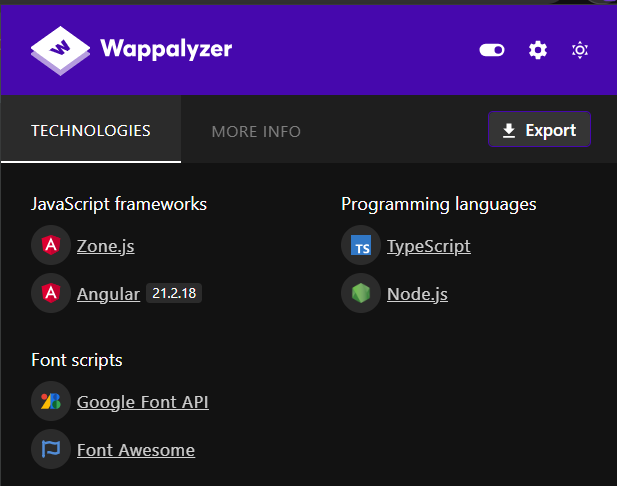 Wappalyzer
TECHNOLOGIES
MORE INFO
Export
JavaScript frameworks
Zone.js
Angular 21.2.18
Font scripts
Google Font API
Font Awesome
Programming languages
TS TypeScript
Node.js